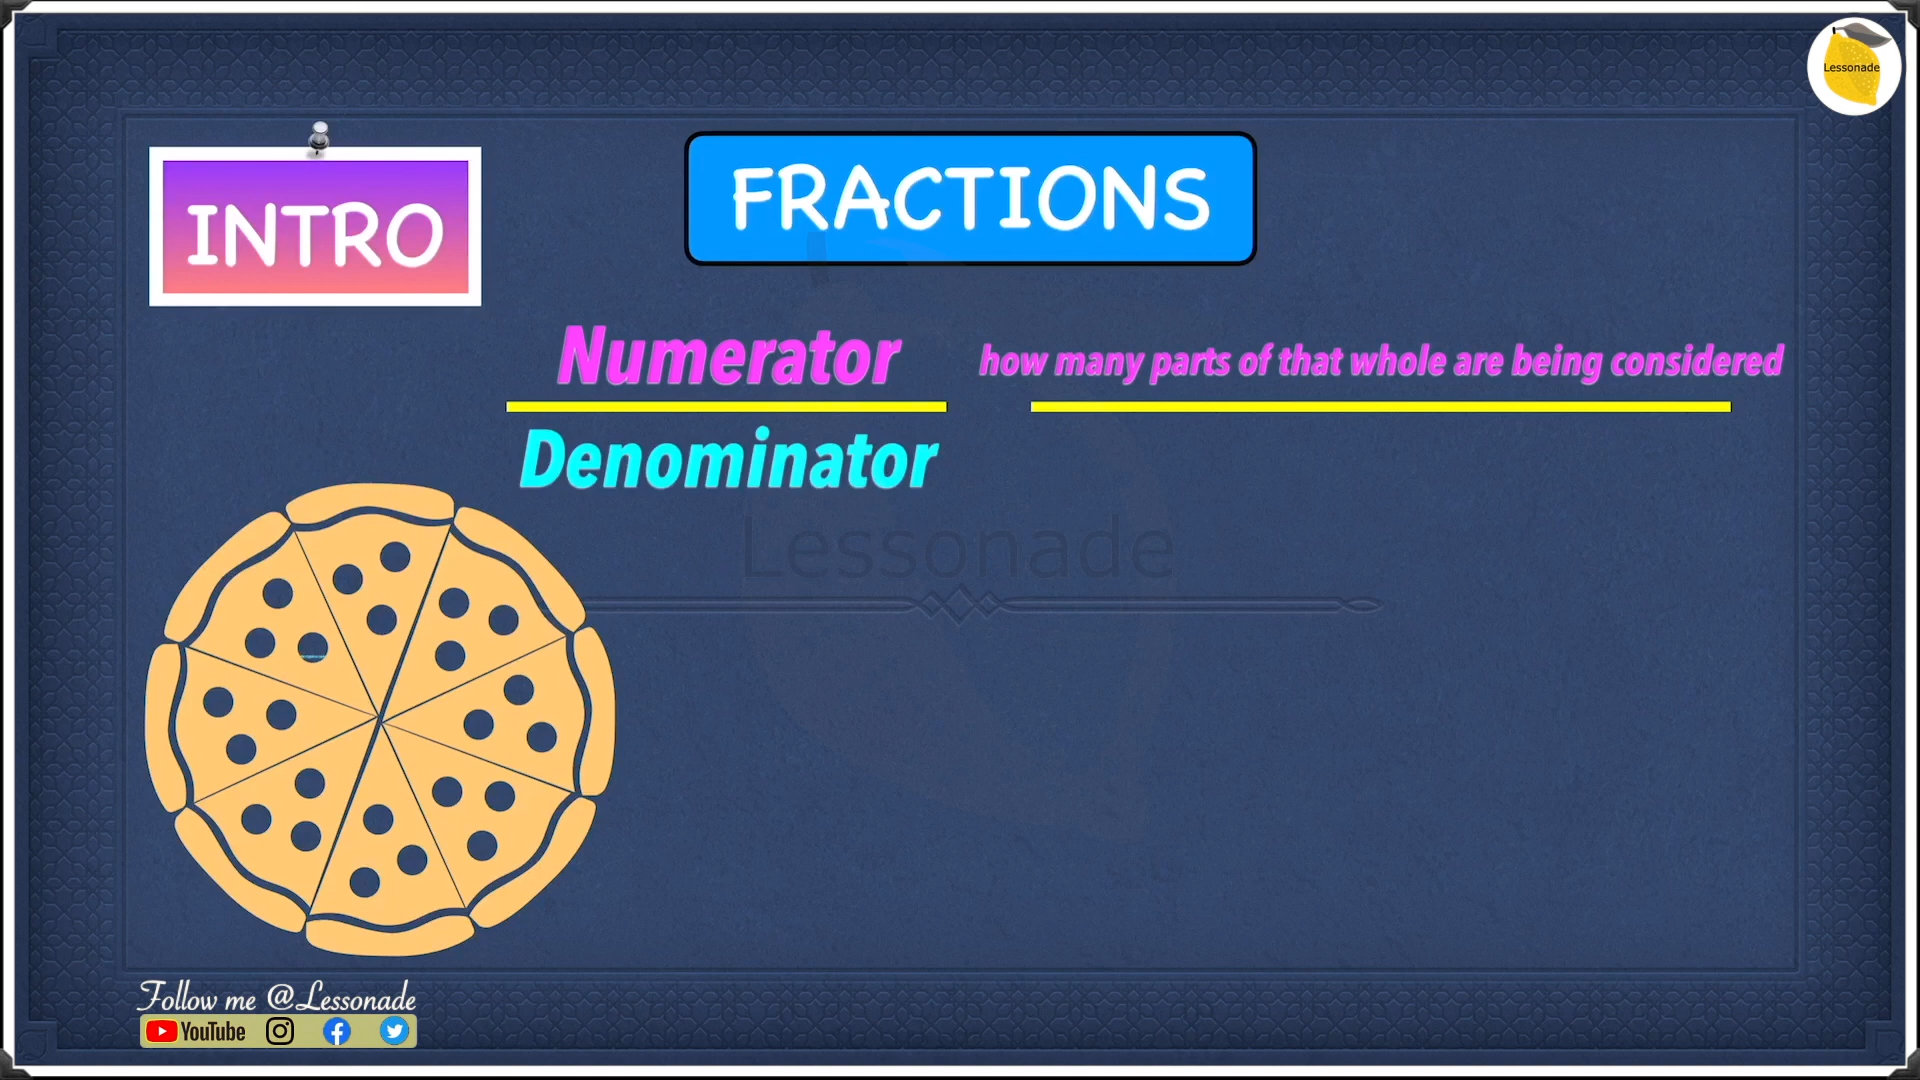 Lessonade
INTRO
FRACTIONS
Numerator
how many parts of that whole are being considered
Denominator
Lessonade
Follow me @Lessonade
YouTube